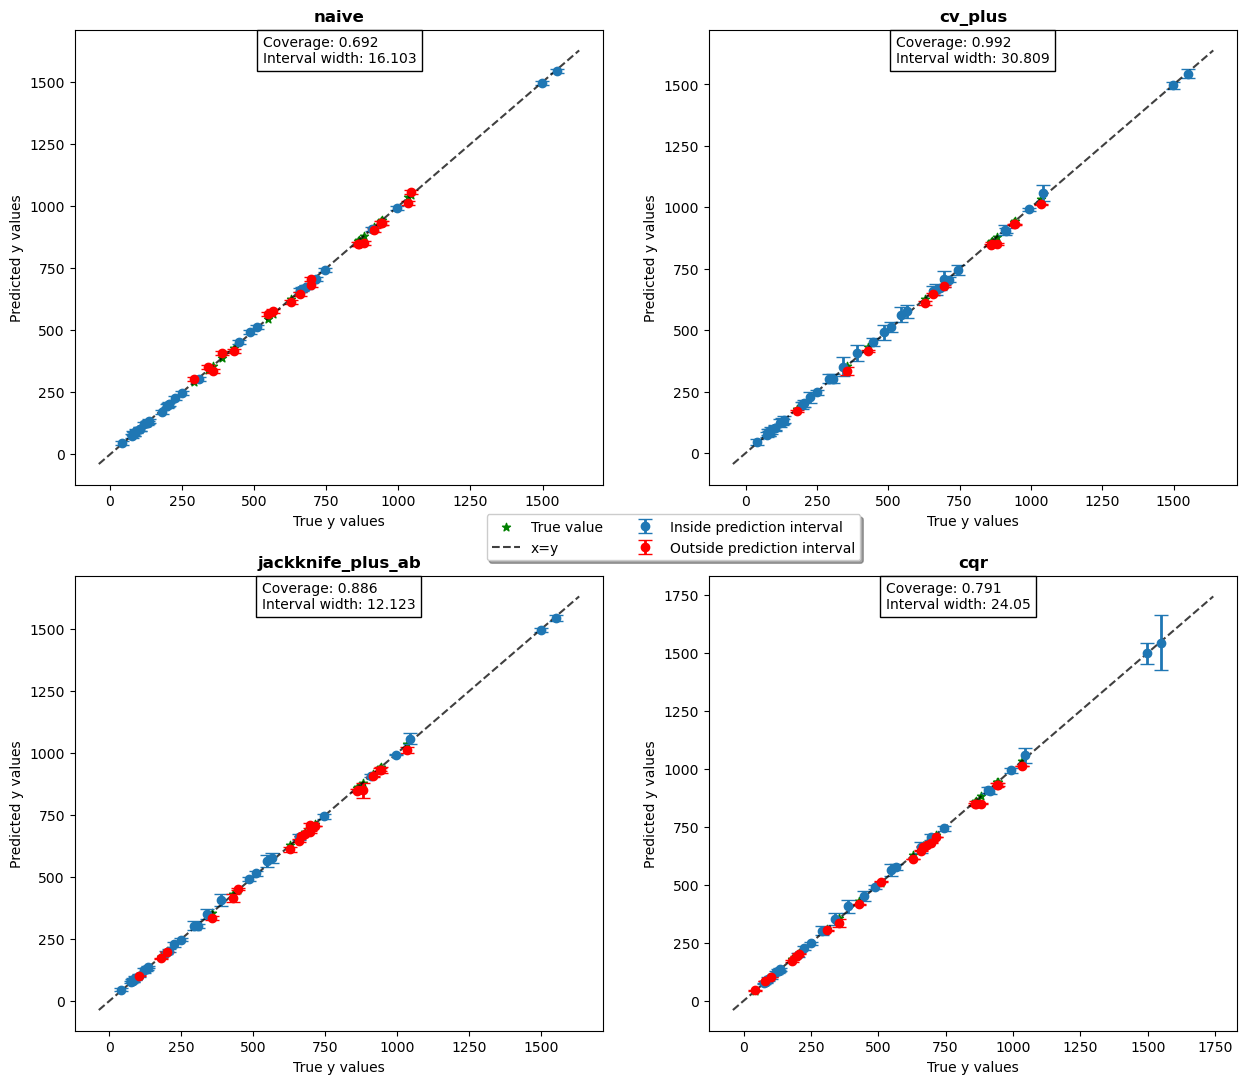 naive
Coverage: 0.692
Interval width: 16.103
Predicted y values
1500
1250
1000
750
500
250
0
0
250
500
750
1000
1250
1500
True y values
cv_plus
Coverage: 0.992
Interval width: 30.809
Predicted y values
1500
1250
1000
750
500
250
0
0
250
500
750
1000
1250
1500
True y values
True value
x=y
Inside prediction interval
Outside prediction interval
jackknife_plus_ab
Coverage: 0.886
Interval width: 12.123
Predicted y values
1500
1250
1000
750
500
250
0
0
250
500
750
1000
1250
1500
True y values
cqr
Coverage: 0.791
Interval width: 24.05
Predicted y values
1750
1500
1250
1000
750
500
250
0
0
250
500
750
1000
1250
1500
1750
True y values